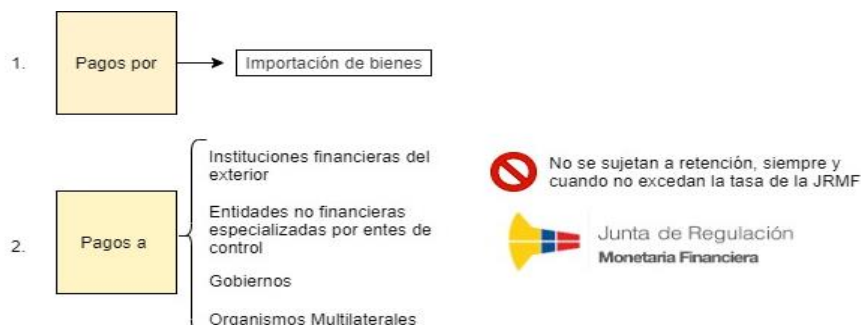 1.
Pagos por
Importación de bienes
2.
Pagos a
Instituciones financieras del
exterior
Entidades no financieras
especializadas por entes de
control
Gobiernos
Organismos Multilaterales
No se sujetan a retención, siempre y
cuando no excedan la tasa de la JRMF
Junta de Regulación
Monetaria Financiera